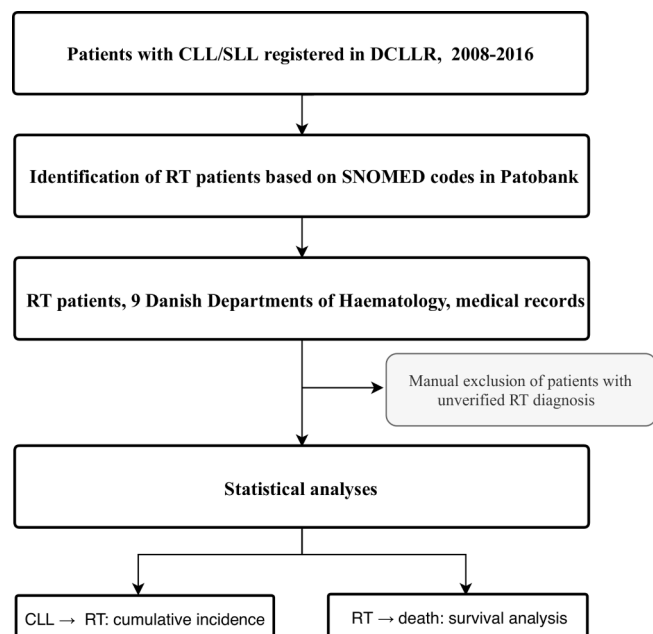 Patients with CLL/SLL registered in DCLLR, 2008-2016
Identification of RT patients based on SNOMED codes in Patobank
RT patients, 9 Danish Departments of Haematology, medical records
Manual exclusion of patients with
unverified RT diagnosis
Statistical analyses
CLL → RT: cumulative incidence
RT → death: survival analysis